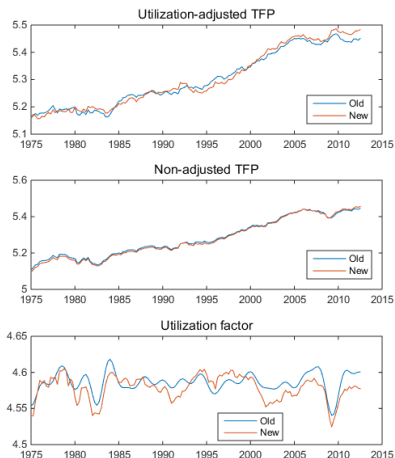 Utilization-adjusted TFP
5.5
5.4
5.3
5.2
5.1
Old
New
1975 1980 1985 1990 1995 2000 2005 2010 2015
Non-adjusted TFP
5.6
5.4
5.2
5
Old
New
1975 1980 1985 1990 1995 2000 2005 2010 2015
Utilization factor
4.65
4.6
4.55
4.5
Old
New
1975 1980 1985 1990 1995 2000 2005 2010 2015